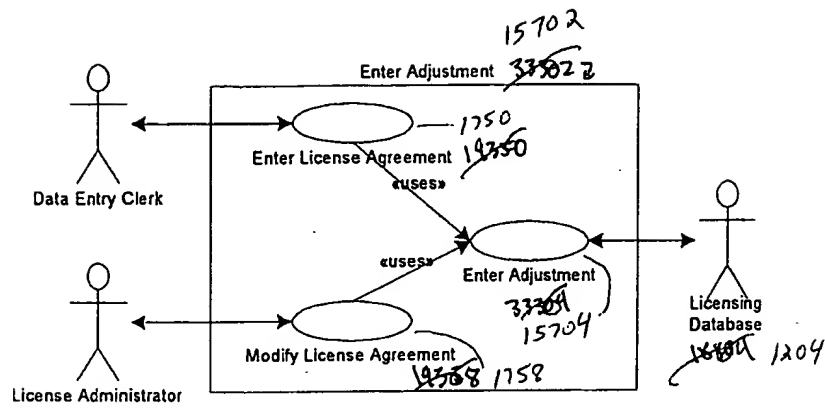 15702
Enter Adjustment
Enter License Agreement
1750
«uses»
Data Entry Clerk
«uses»
Enter Adjustment
15704
Licensing
Database
1204
Modify License Agreement
1758
License Administrator